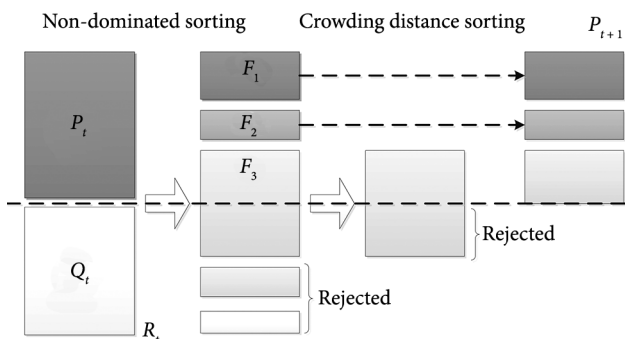 Non-dominated sorting
Crowding distance sorting
P_{t+1}
P_t
F_1
F_2
F_3
Q_t
R_t
Rejected
Rejected